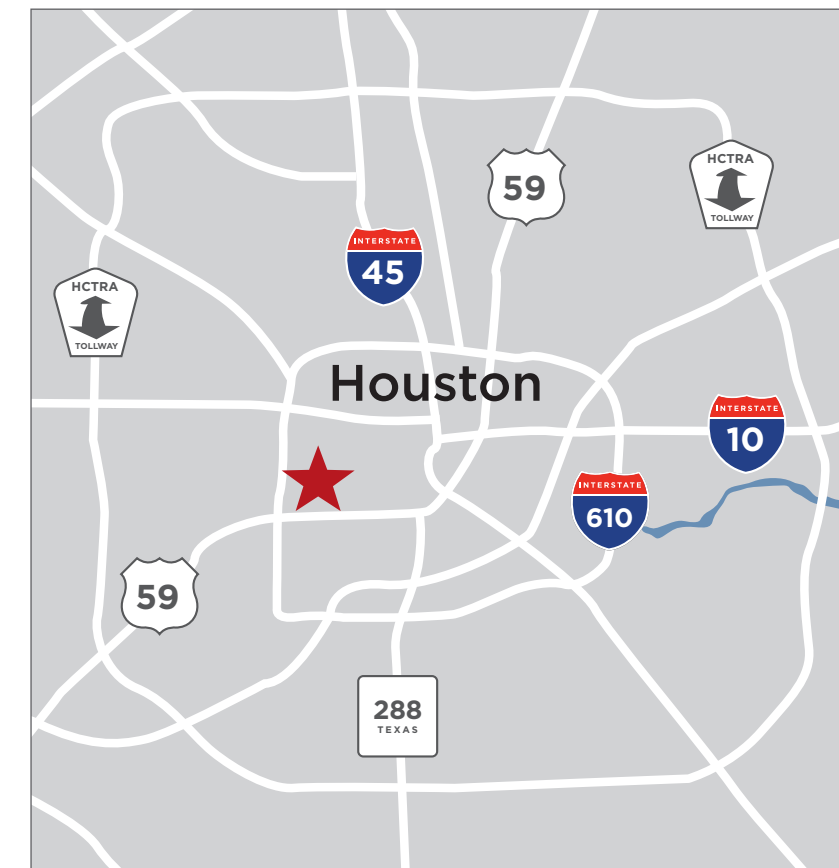 HCTRA
TOLLWAY
59
INTERSTATE
45
HCTRA
TOLLWAY
Houston
INTERSTATE
10
INTERSTATE
610
59
288
TEXAS